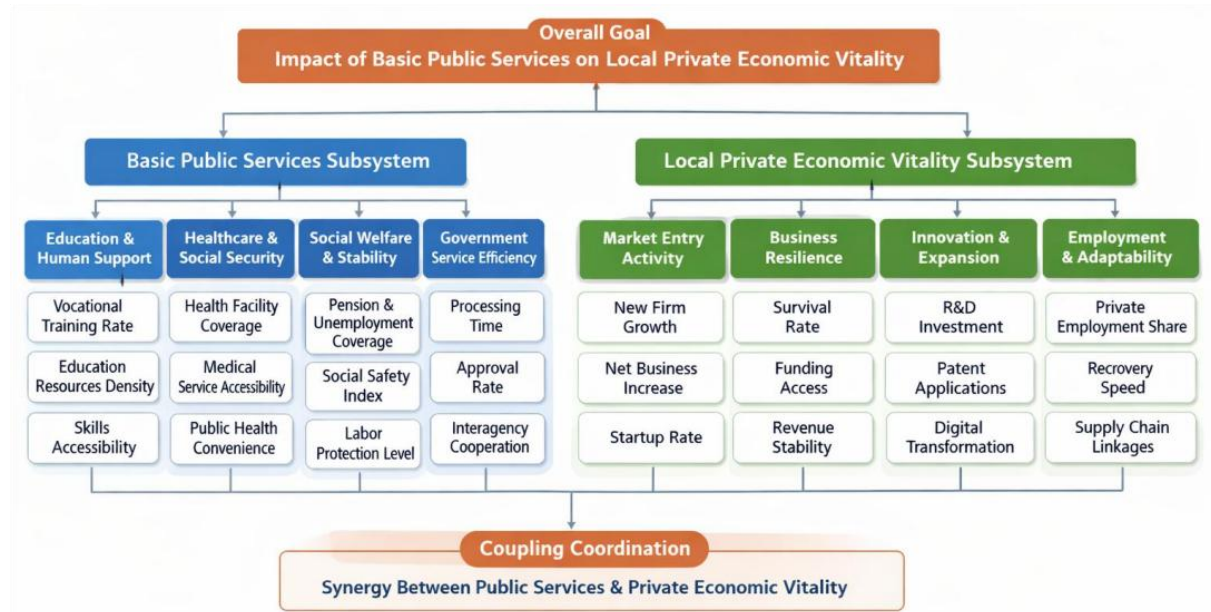 Overall Goal
Impact of Basic Public Services on Local Private Economic Vitality
Basic Public Services Subsystem
Local Private Economic Vitality Subsystem
Education &
Human Support
Healthcare &
Social Security
Social Welfare
& Stability
Government
Service Efficiency
Market Entry
Activity
Business
Resilience
Innovation &
Expansion
Employment
& Adaptability
Vocational
Training Rate
Education
Resources Density
Skills
Accessibility
Health Facility
Coverage
Medical
Service Accessibility
Public Health
Convenience
Pension &
Unemployment
Coverage
Social Safety
Index
Labor
Protection Level
Processing
Time
Approval
Rate
Interagency
Cooperation
New Firm
Growth
Net Business
Increase
Startup Rate
Survival
Rate
Funding
Access
Revenue
Stability
R&D
Investment
Patent
Applications
Digital
Transformation
Private
Employment Share
Recovery
Speed
Supply Chain
Linkages
Coupling Coordination
Synergy Between Public Services & Private Economic Vitality